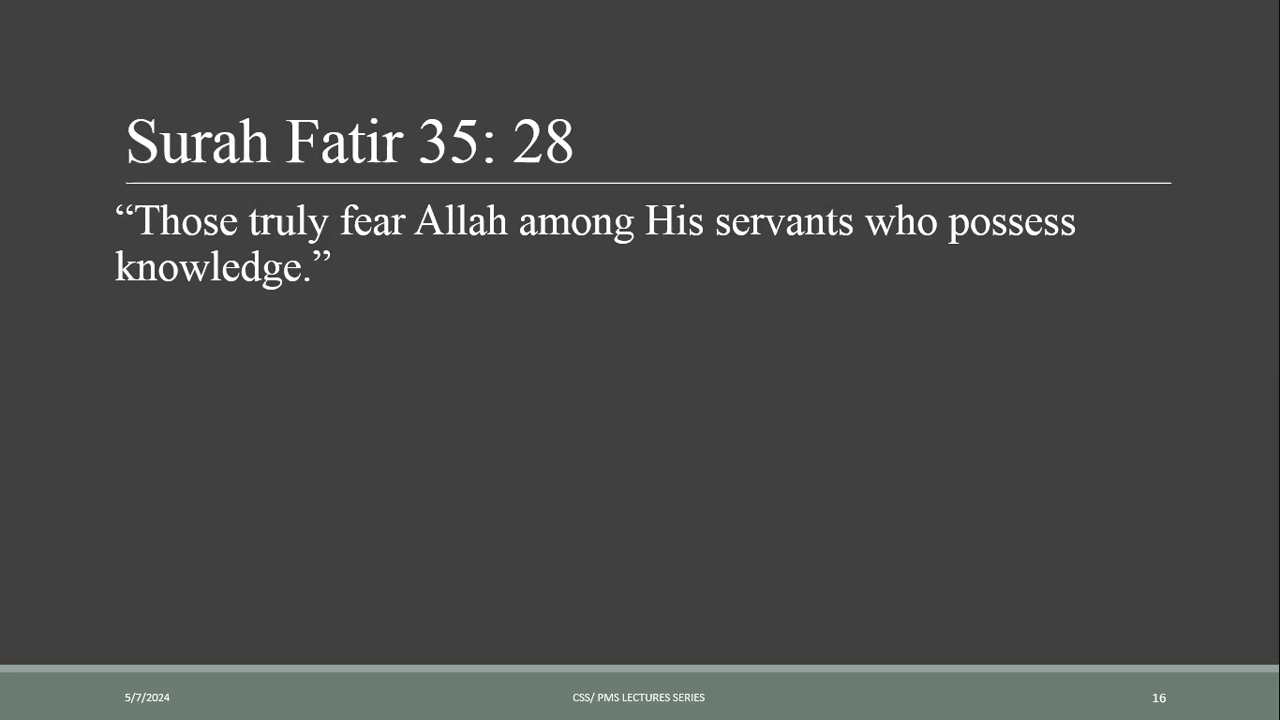 Surah Fatir 35: 28
“Those truly fear Allah among His servants who possess
knowledge.”
5/7/2024
CSS/ PMS LECTURES SERIES
16